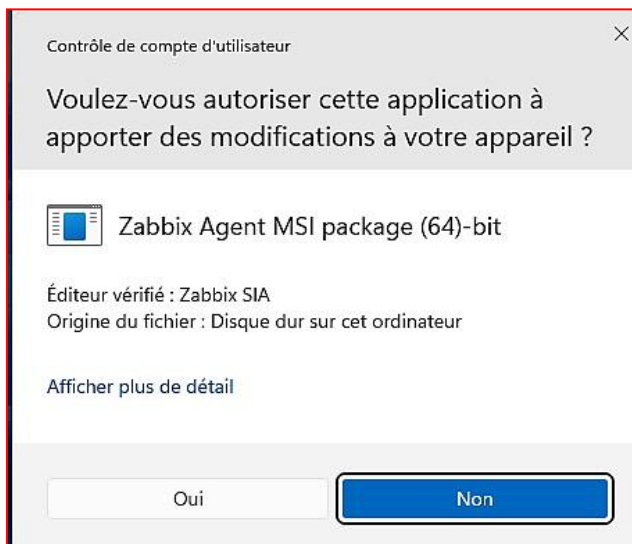 Contrôle de compte d'utilisateur
Voulez-vous autoriser cette application à
apporter des modifications à votre appareil ?
Zabbix Agent MSI package (64)-bit
Éditeur vérifié : Zabbix SIA
Origine du fichier : Disque dur sur cet ordinateur
Afficher plus de détail
Oui
Non